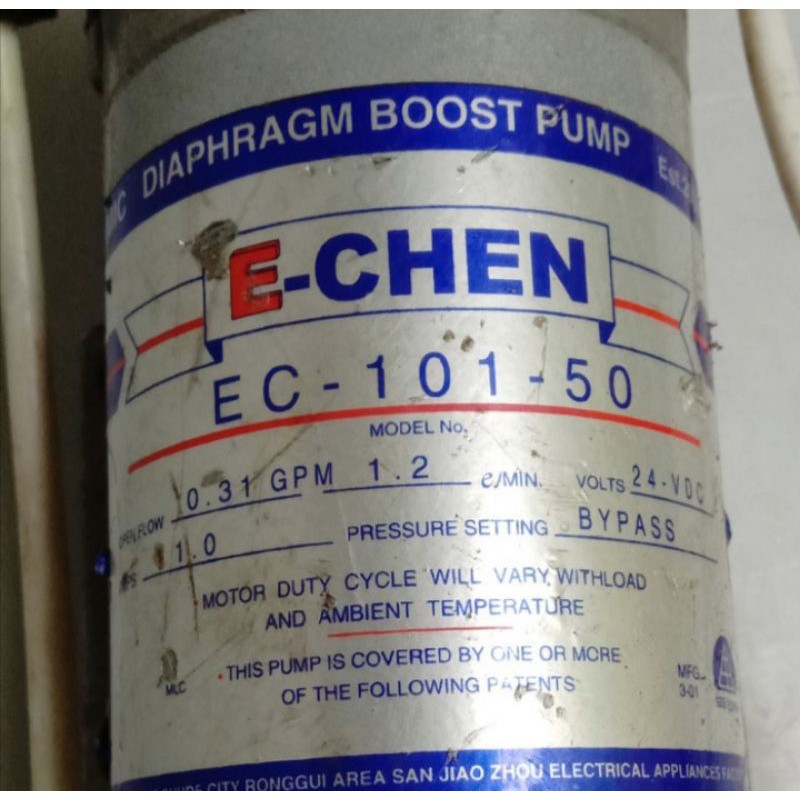 DIAPHRAGM BOOST PUMP
E-CHEN
EC-101-50
MODEL No.
OPEN FLOW 0.31 GPM 1.2 ℓ/MIN. VOLTS 24-VDC
1.0 PRESSURE SETTING BYPASS
·MOTOR DUTY CYCLE WILL VARY WITHLOAD
AND AMBIENT TEMPERATURE
MLC
·THIS PUMP IS COVERED BY ONE OR MORE
OF THE FOLLOWING PATENTS
MFG
3-01
CITY RONGGUI AREA SAN JIAO ZHOU ELECTRICAL APPLIANCES